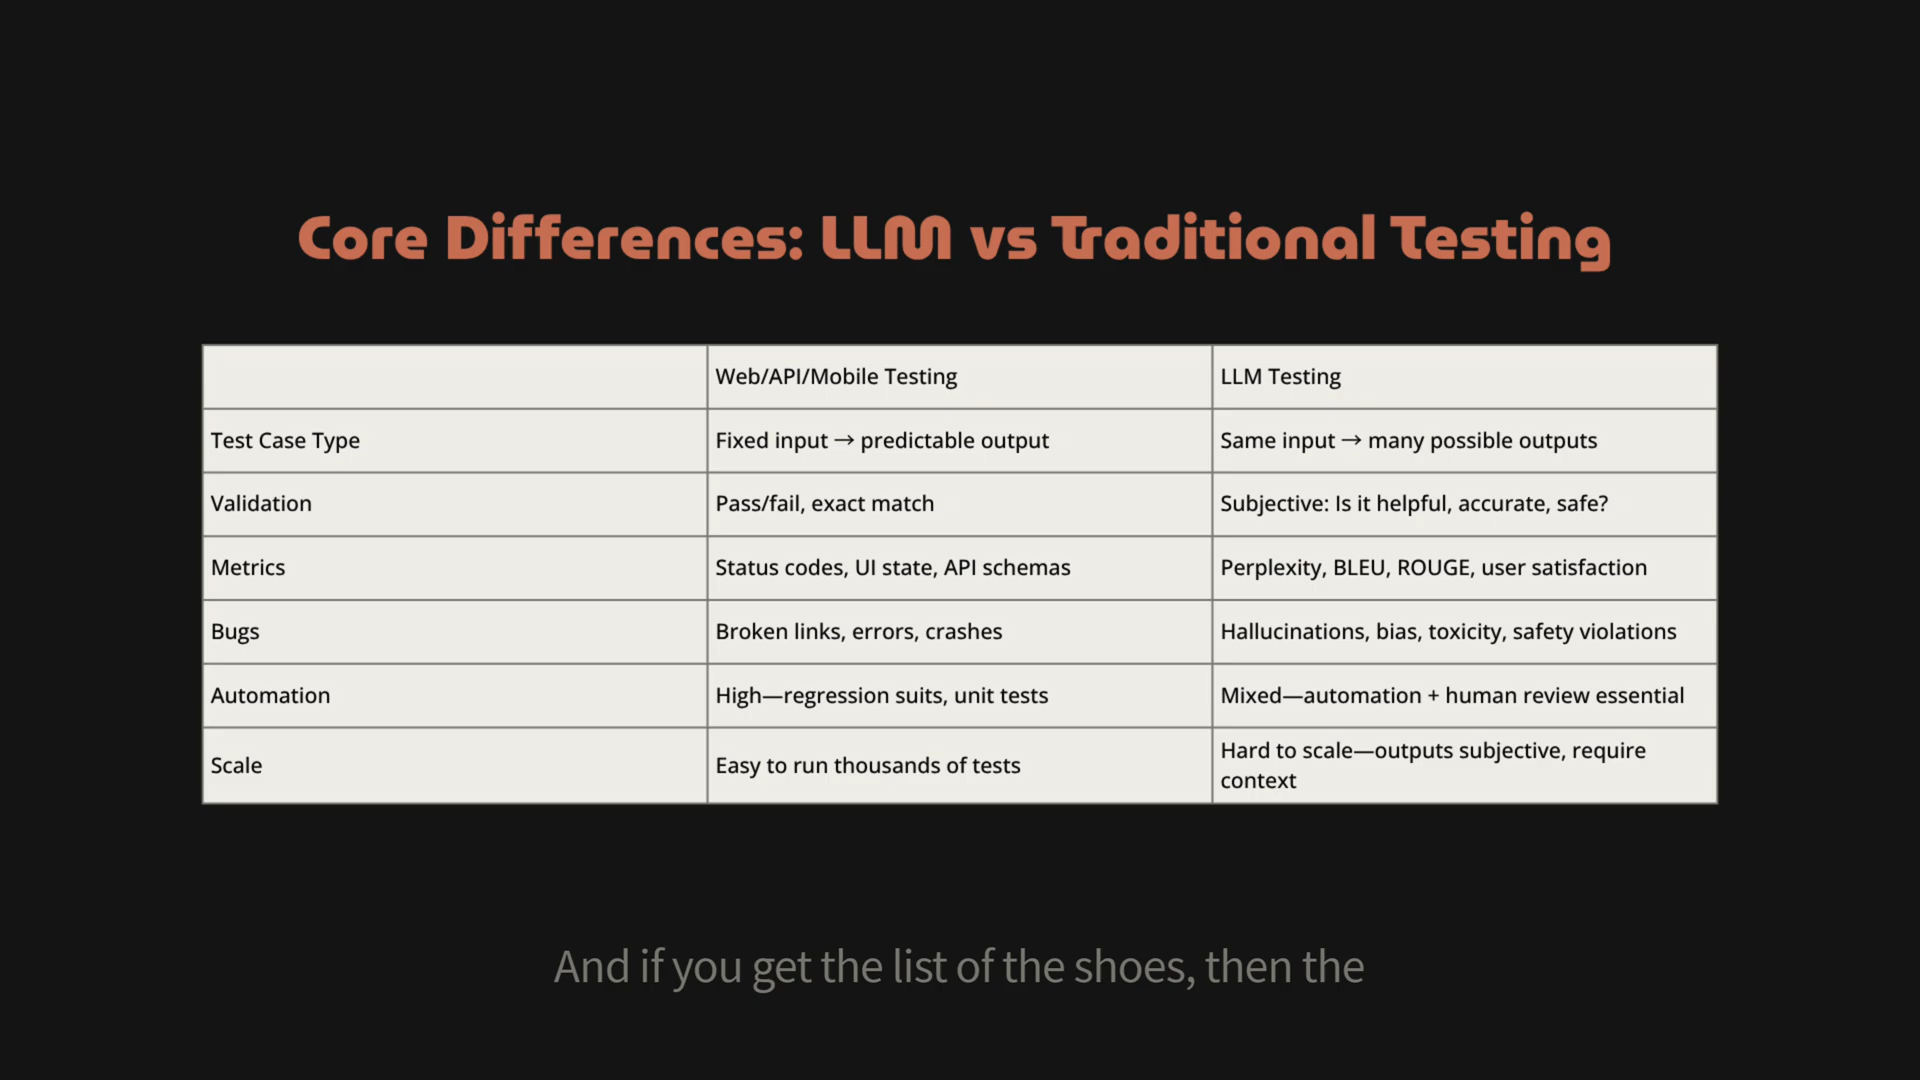 Core Differences: LLM vs Traditional Testing
Web/API/Mobile Testing
LLM Testing
Test Case Type
Fixed input → predictable output
Same input → many possible outputs
Validation
Pass/fail, exact match
Subjective: Is it helpful, accurate, safe?
Metrics
Status codes, UI state, API schemas
Perplexity, BLEU, ROUGE, user satisfaction
Bugs
Broken links, errors, crashes
Hallucinations, bias, toxicity, safety violations
Automation
High—regression suits, unit tests
Mixed—automation + human review essential
Scale
Easy to run thousands of tests
Hard to scale—outputs subjective, require
context
And if you get the list of the shoes, then the